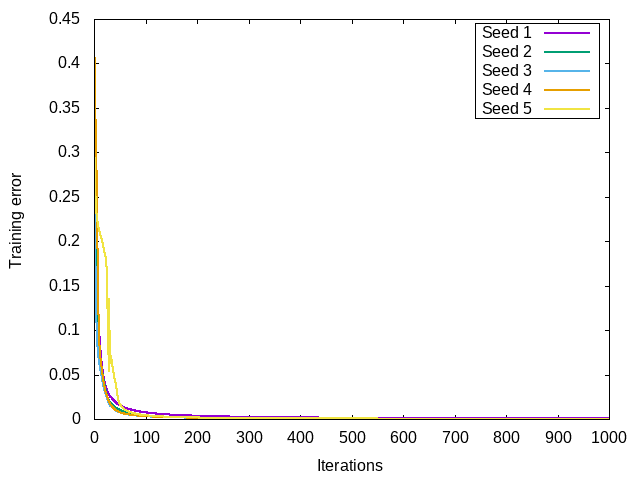 0.45
0.4
0.35
0.3
0.25
0.2
0.15
0.1
0.05
0
Training error
Seed 1
Seed 2
Seed 3
Seed 4
Seed 5
0 100 200 300 400 500 600 700 800 900 1000
Iterations